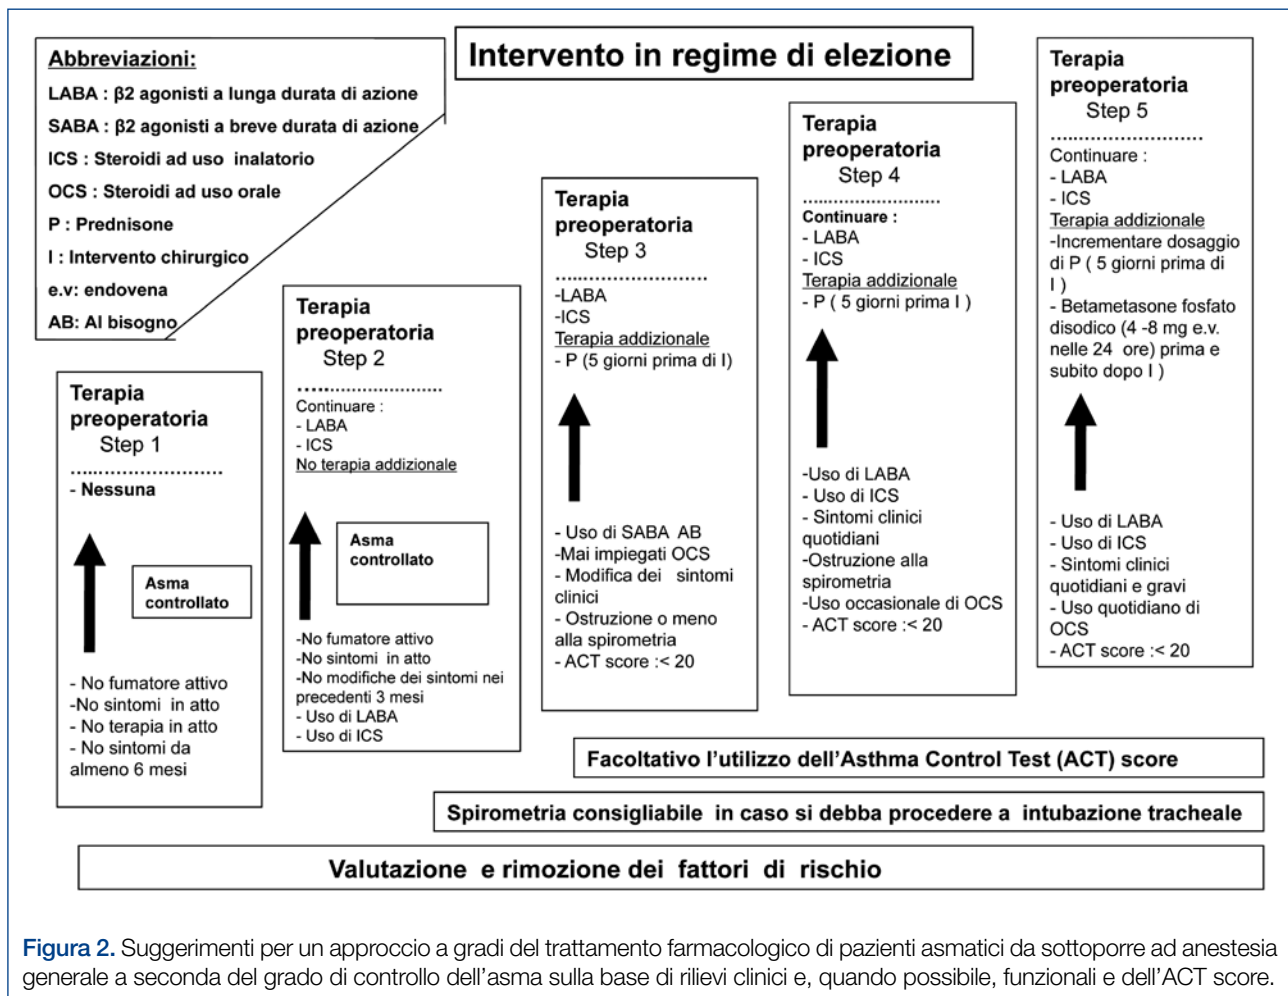 Abbreviazioni:
LABA : β2 agonisti a lunga durata di azione
SABA : β2 agonisti a breve durata di azione
ICS : Steroidi ad uso inalatorio
OCS : Steroidi ad uso orale
P : Prednisone
I : Intervento chirurgico
e.v: endovena
AB: Al bisogno
Intervento in regime di elezione
Terapia
preoperatoria
Step 1
- Nessuna
Asma
controllato
- No fumatore attivo
-No sintomi in atto
- No terapia in atto
- No sintomi da
almeno 6 mesi
Terapia
preoperatoria
Step 2
Continuare :
- LABA
- ICS
No terapia addizionale
Asma
controllato
-No fumatore attivo
-No sintomi in atto
-No modifiche dei sintomi nei
precedenti 3 mesi
- Uso di LABA
- Uso di ICS
Terapia
preoperatoria
Step 3
-LABA
-ICS
Terapia addizionale
- P (5 giorni prima di I)
- Uso di SABA AB
-Mai impiegati OCS
- Modifica dei sintomi
clinici
- Ostruzione o meno
alla spirometria
- ACT score :< 20
Terapia
preoperatoria
Step 4
Continuare :
- LABA
- ICS
Terapia addizionale
- P ( 5 giorni prima I )
-Uso di LABA
- Uso di ICS
- Sintomi clinici
quotidiani
-Ostruzione alla
spirometria
-Uso occasionale di OCS
- ACT score :< 20
Terapia
preoperatoria
Step 5
Continuare :
- LABA
- ICS
Terapia addizionale
-Incrementare dosaggio
di P ( 5 giorni prima di
I )
- Betametasone fosfato
disodico (4 -8 mg e.v.
nelle 24 ore) prima e
subito dopo I )
- Uso di LABA
- Uso di ICS
- Sintomi clinici
quotidiani e gravi
- Uso quotidiano di
OCS
- ACT score :< 20
Facoltativo l'utilizzo dell'Asthma Control Test (ACT) score
Spirometria consigliabile in caso si debba procedere a intubazione tracheale
Valutazione e rimozione dei fattori di rischio
Figura 2. Suggerimenti per un approccio a gradi del trattamento farmacologico di pazienti asmatici da sottoporre ad anestesia
generale a seconda del grado di controllo dell'asma sulla base di rilievi clinici e, quando possibile, funzionali e dell'ACT score.